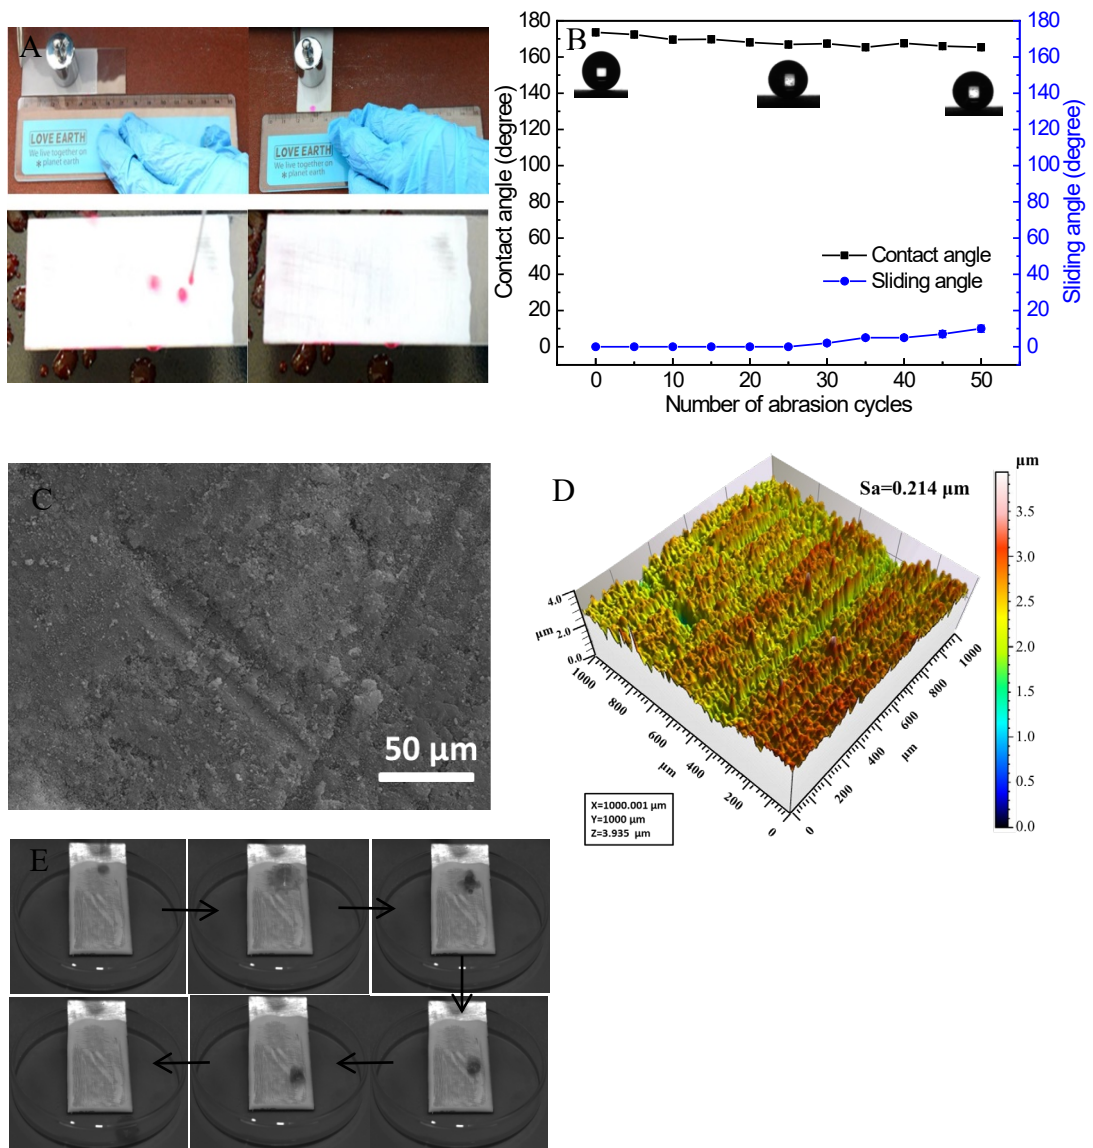 A
LOVE EARTH
We live together on
* planet earth
LOVE EARTH
We live together on
* planet earth
B
180
160
140
120
100
80
60
40
20
0
Contact angle (degree)
Contact angle
Sliding angle
180
160
140
120
100
80
60
40
20
0
Sliding angle (degree)
0
10
20
30
40
50
Number of abrasion cycles
C
50 μm
D
Sa=0.214 μm
μm
3.5
3.0
2.5
2.0
1.5
1.0
0.5
0.0
4.0
μm 2.0
0.0
1000
800
600
μm
400
200
0
0
200
400
μm
600
800
1000
X=1000.001 μm
Y=1000 μm
Z=3.935 μm
E